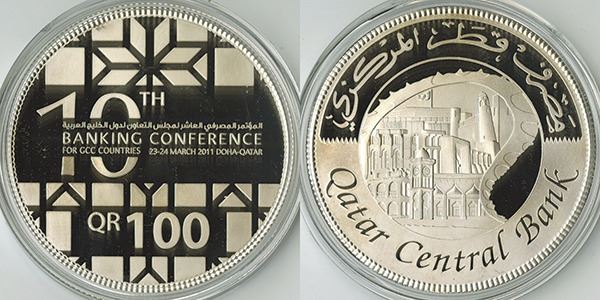 10TH
المؤتمر المصرفي العاشر لمجلس التعاون لدول الخليج العربية
BANKING CONFERENCE
FOR GCC COUNTRIES 23-24 MARCH 2011 DOHA-QATAR
QR 100
مصرف قطر المركزي
Qatar Central Bank